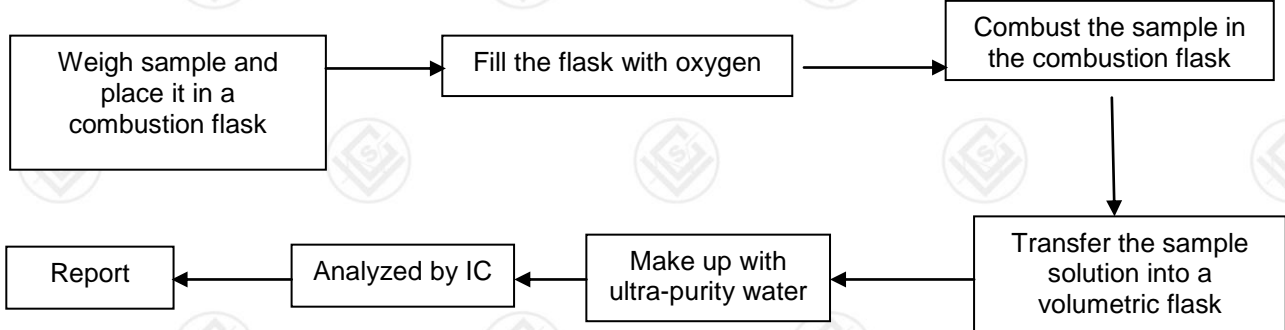 Weigh sample and
place it in a
combustion flask
Fill the flask with oxygen
Combust the sample in
the combustion flask
Transfer the sample
solution into a
volumetric flask
Make up with
ultra-purity water
Analyzed by IC
Report